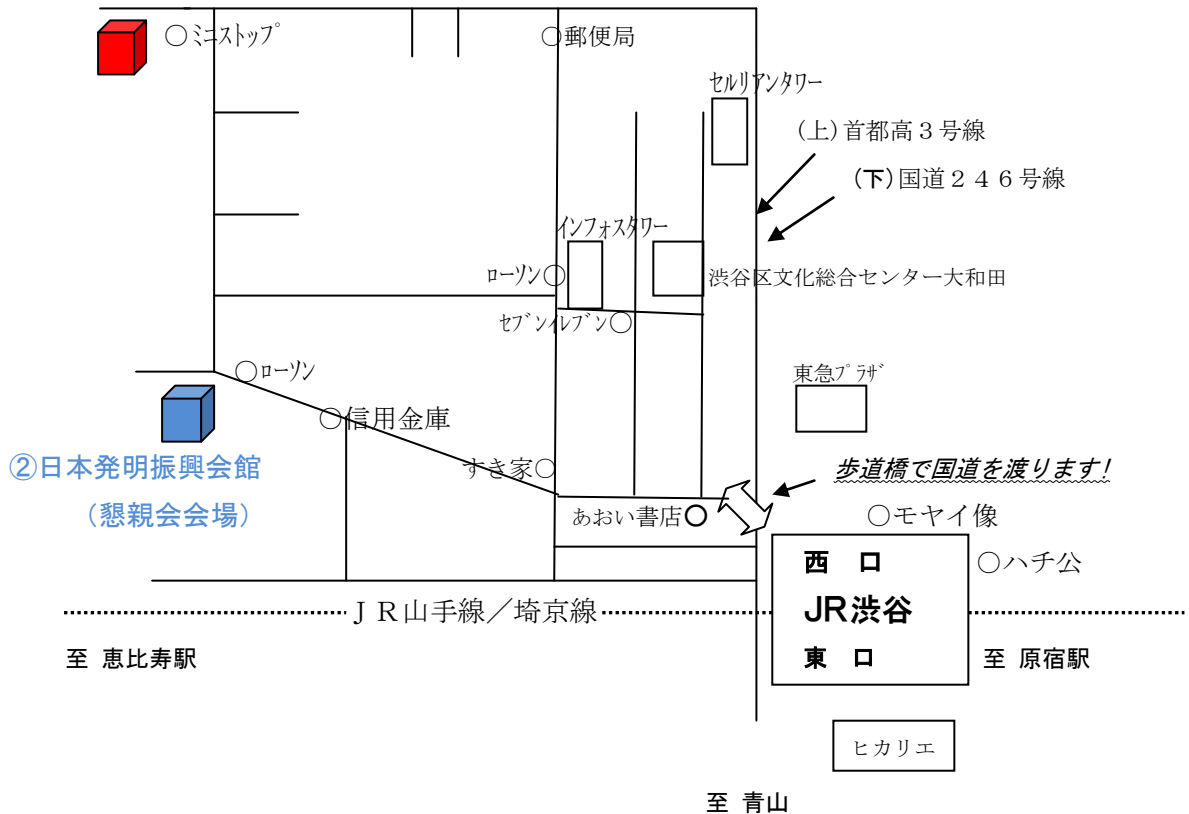 ○ミニストップ
○郵便局
セルリアンタワー
(上)首都高3号線
(下)国道246号線
インフォスタワー
ローソン○
渋谷区文化総合センター大和田
セブンイレブン○
○ローソン
東急プラザ
○信用金庫
②日本発明振興会館
(懇親会会場)
すき家○
歩道橋で国道を渡ります!
あおい書店○
○モヤイ像
西 口
○ハチ公
JR渋谷
JR山手線/埼京線
東 口
至 恵比寿駅
至 原宿駅
ヒカリエ
至 青山